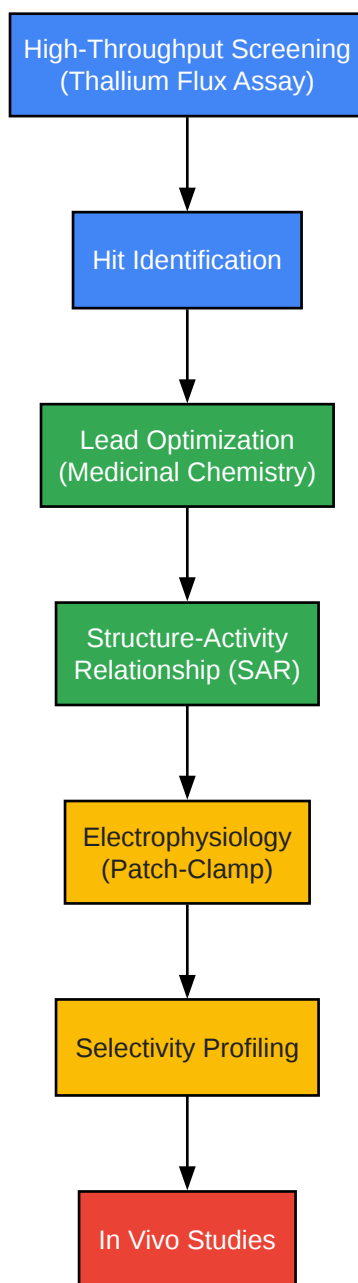 High-Throughput Screening
(Thallium Flux Assay)
Hit Identification
Lead Optimization
(Medicinal Chemistry)
Structure-Activity
Relationship (SAR)
Electrophysiology
(Patch-Clamp)
Selectivity Profiling
In Vivo Studies